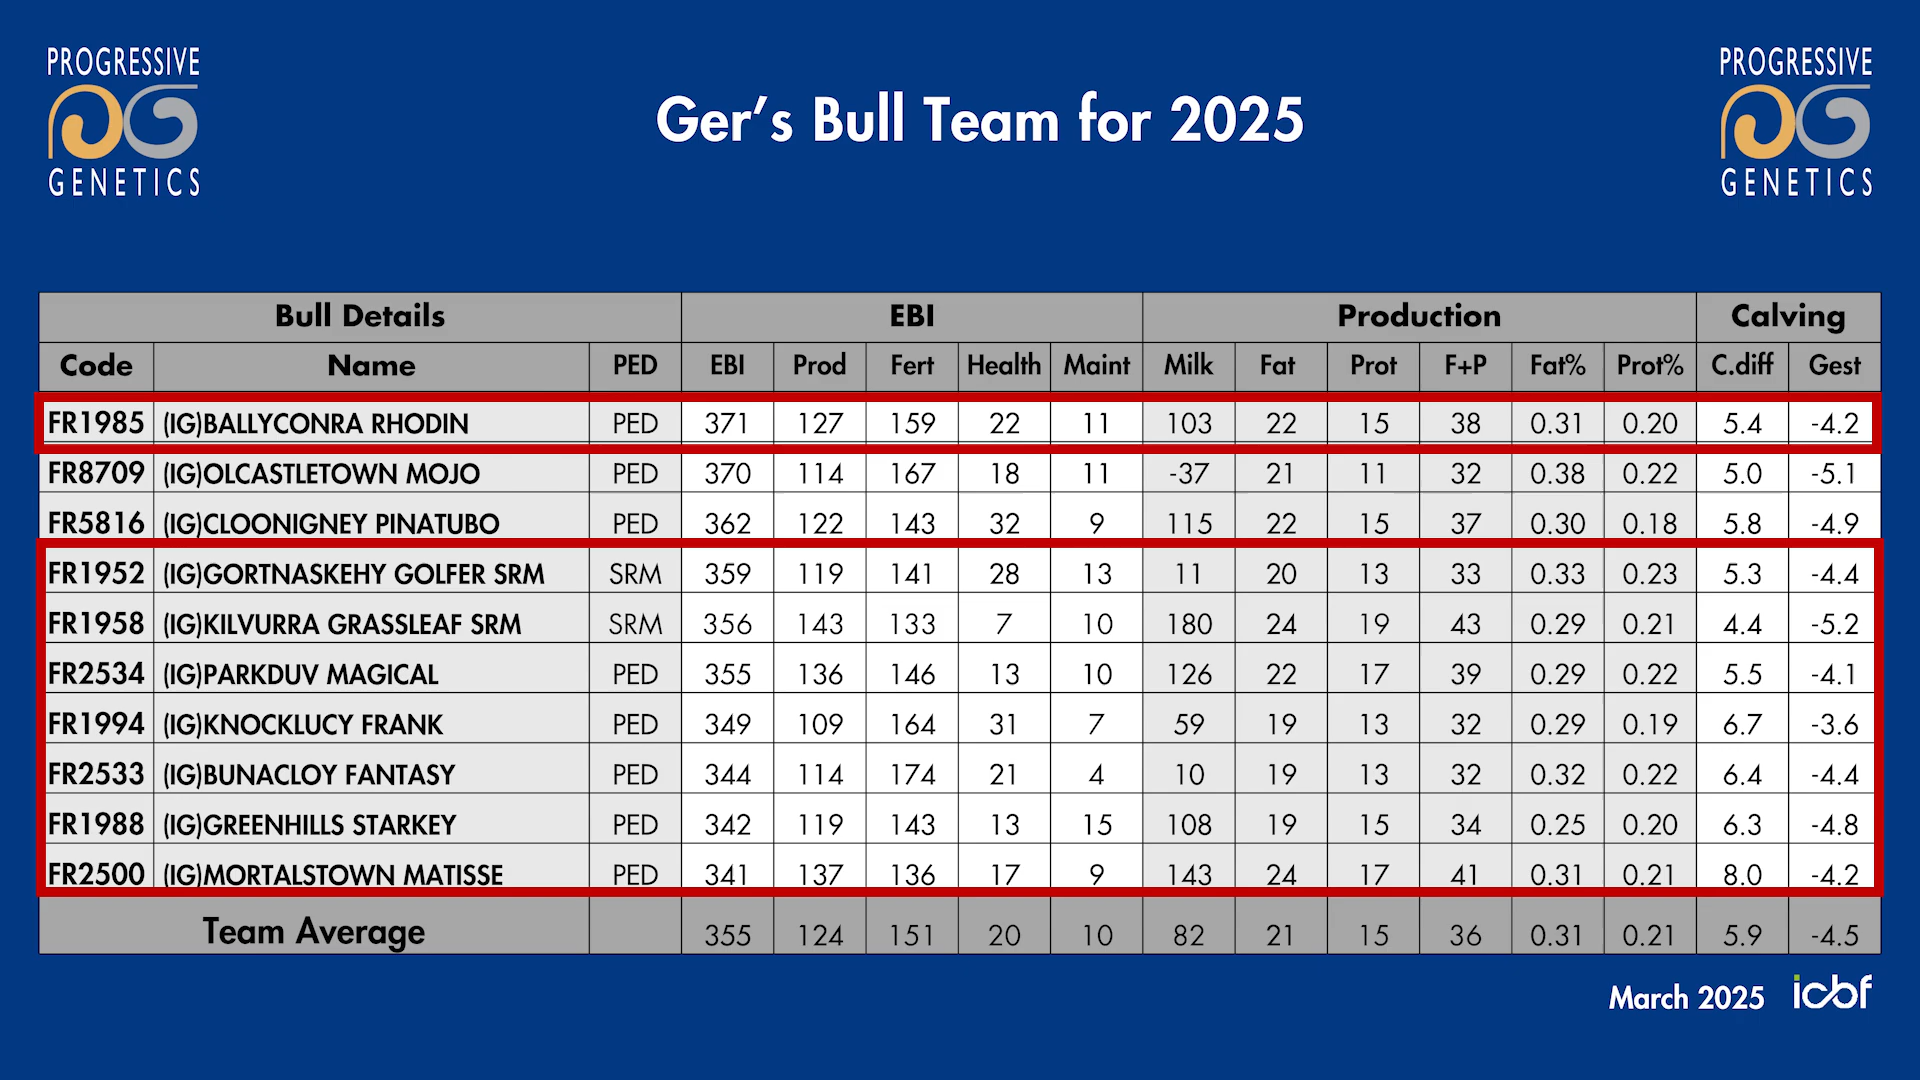 PROGRESSIVE
PG
GENETICS
Ger's Bull Team for 2025
PROGRESSIVE
PG
GENETICS
Bull Details EBI Production Calving
Code Name PED EBI Prod Fert Health Maint Milk Fat Prot F+P Fat% Prot% C.diff Gest
FR1985 (IG)BALLYCONRA RHODIN PED 371 127 159 22 11 103 22 15 38 0.31 0.20 5.4 -4.2
FR8709 (IG)OLCASTLETOWN MOJO PED 370 114 167 18 11 -37 21 11 32 0.38 0.22 5.0 -5.1
FR5816 (IG)CLOONIGNEY PINATUBO PED 362 122 143 32 9 115 22 15 37 0.30 0.18 5.8 -4.9
FR1952 (IG)GORTNASKEHY GOLFER SRM SRM 359 119 141 28 13 11 20 13 33 0.33 0.23 5.3 -4.4
FR1958 (IG)KILVURRA GRASSLEAF SRM SRM 356 143 133 7 10 180 24 19 43 0.29 0.21 4.4 -5.2
FR2534 (IG)PARKDUV MAGICAL PED 355 136 146 13 10 126 22 17 39 0.29 0.22 5.5 -4.1
FR1994 (IG)KNOCKLUCY FRANK PED 349 109 164 31 7 59 19 13 32 0.29 0.19 6.7 -3.6
FR2533 (IG)BUNACLOY FANTASY PED 344 114 174 21 4 10 19 13 32 0.32 0.22 6.4 -4.4
FR1988 (IG)GREENHILLS STARKEY PED 342 119 143 13 15 108 19 15 34 0.25 0.20 6.3 -4.8
FR2500 (IG)MORTALSTOWN MATISSE PED 341 137 136 17 9 143 24 17 41 0.31 0.21 8.0 -4.2
Team Average 355 124 151 20 10 82 21 15 36 0.31 0.21 5.9 -4.5
March 2025 icbf